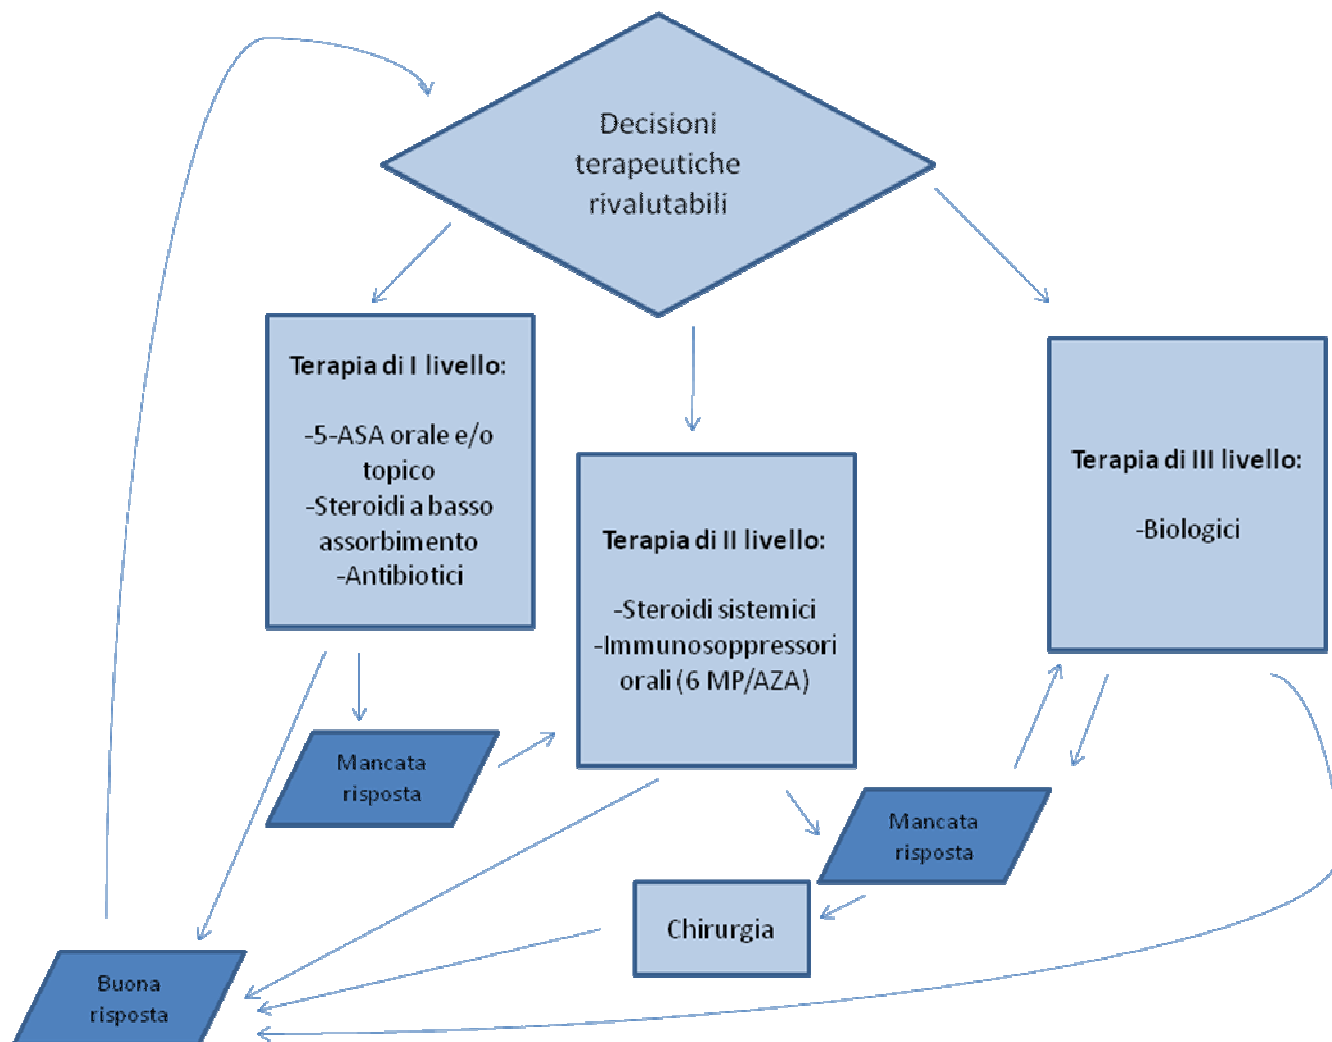 Decisioni
terapeutiche
rivalutabili
Terapia di I livello:
-5-ASA orale e/o
topico
-Steroidi a basso
assorbimento
-Antibiotici
Terapia di II livello:
-Steroidi sistemici
-Immunosoppressori
orali (6 MP/AZA)
Terapia di III livello:
-Biologici
Mancata
risposta
Mancata
risposta
Chirurgia
Buona
risposta